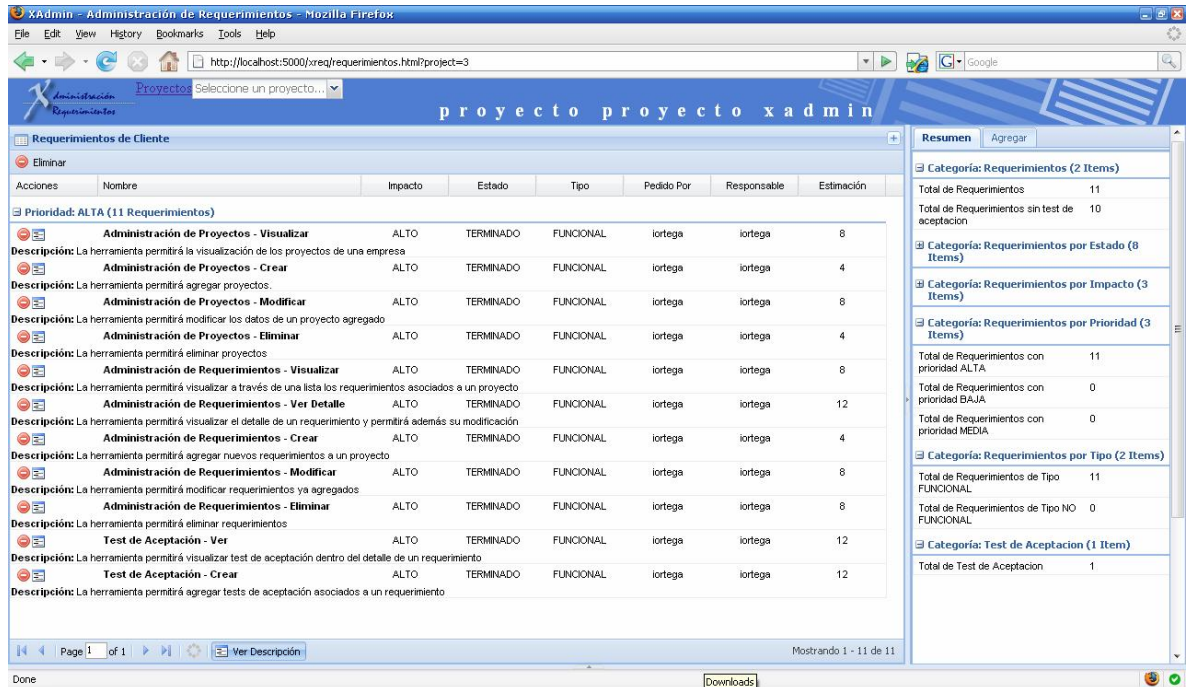 XAdmin - Administración de Requerimientos - Mozilla Firefox
File Edit View History Bookmarks Tools Help
http://localhost:5000/xreq/requerimientos.html?project=3
Google
Xdministración Requerimientos
Proyectos Seleccione un proyecto...
proyecto proyecto xadmin
Requerimientos de Cliente
Eliminar
Acciones Nombre Impacto Estado Tipo Pedido Por Responsable Estimación
Prioridad: ALTA (11 Requerimientos)
Administración de Proyectos - Visualizar ALTO TERMINADO FUNCIONAL iortega iortega 8
Descripción: La herramienta permitirá la visualización de los proyectos de una empresa
Administración de Proyectos - Crear ALTO TERMINADO FUNCIONAL iortega iortega 4
Descripción: La herramienta permitirá agregar proyectos.
Administración de Proyectos - Modificar ALTO TERMINADO FUNCIONAL iortega iortega 8
Descripción: La herramienta permitirá modificar los datos de un proyecto agregado
Administración de Proyectos - Eliminar ALTO TERMINADO FUNCIONAL iortega iortega 4
Descripción: La herramienta permitirá eliminar proyectos
Administración de Requerimientos - Visualizar ALTO TERMINADO FUNCIONAL iortega iortega 8
Descripción: La herramienta permitirá visualizar a través de una lista los requerimientos asociados a un proyecto
Administración de Requerimientos - Ver Detalle ALTO TERMINADO FUNCIONAL iortega iortega 12
Descripción: La herramienta permitirá visualizar el detalle de un requerimiento y permitirá además su modificación
Administración de Requerimientos - Crear ALTO TERMINADO FUNCIONAL iortega iortega 4
Descripción: La herramienta permitirá agregar nuevos requerimientos a un proyecto
Administración de Requerimientos - Modificar ALTO TERMINADO FUNCIONAL iortega iortega 8
Descripción: La herramienta permitirá modificar requerimientos ya agregados
Administración de Requerimientos - Eliminar ALTO TERMINADO FUNCIONAL iortega iortega 8
Descripción: La herramienta permitirá eliminar requerimientos
Test de Aceptación - Ver ALTO TERMINADO FUNCIONAL iortega iortega 12
Descripción: La herramienta permitirá visualizar test de aceptación dentro del detalle de un requerimiento
Test de Aceptación - Crear ALTO TERMINADO FUNCIONAL iortega iortega 12
Descripción: La herramienta permitirá agregar tests de aceptación asociados a un requerimiento
Page 1 of 1 Ver Descripción Mostrando 1 - 11 de 11
Resumen Agregar
Categoría: Requerimientos (2 Items)
Total de Requerimientos 11
Total de Requerimientos sin test de 10
aceptacion
Categoría: Requerimientos por Estado (8
Items)
Categoría: Requerimientos por Impacto (3
Items)
Categoría: Requerimientos por Prioridad (3
Items)
Total de Requerimientos con 11
prioridad ALTA
Total de Requerimientos con 0
prioridad BAJA
Total de Requerimientos con 0
prioridad MEDIA
Categoría: Requerimientos por Tipo (2 Items)
Total de Requerimientos de Tipo 11
FUNCIONAL
Total de Requerimientos de Tipo NO 0
FUNCIONAL
Categoría: Test de Aceptacion (1 Item)
Total de Test de Aceptacion 1
Done
Downloads